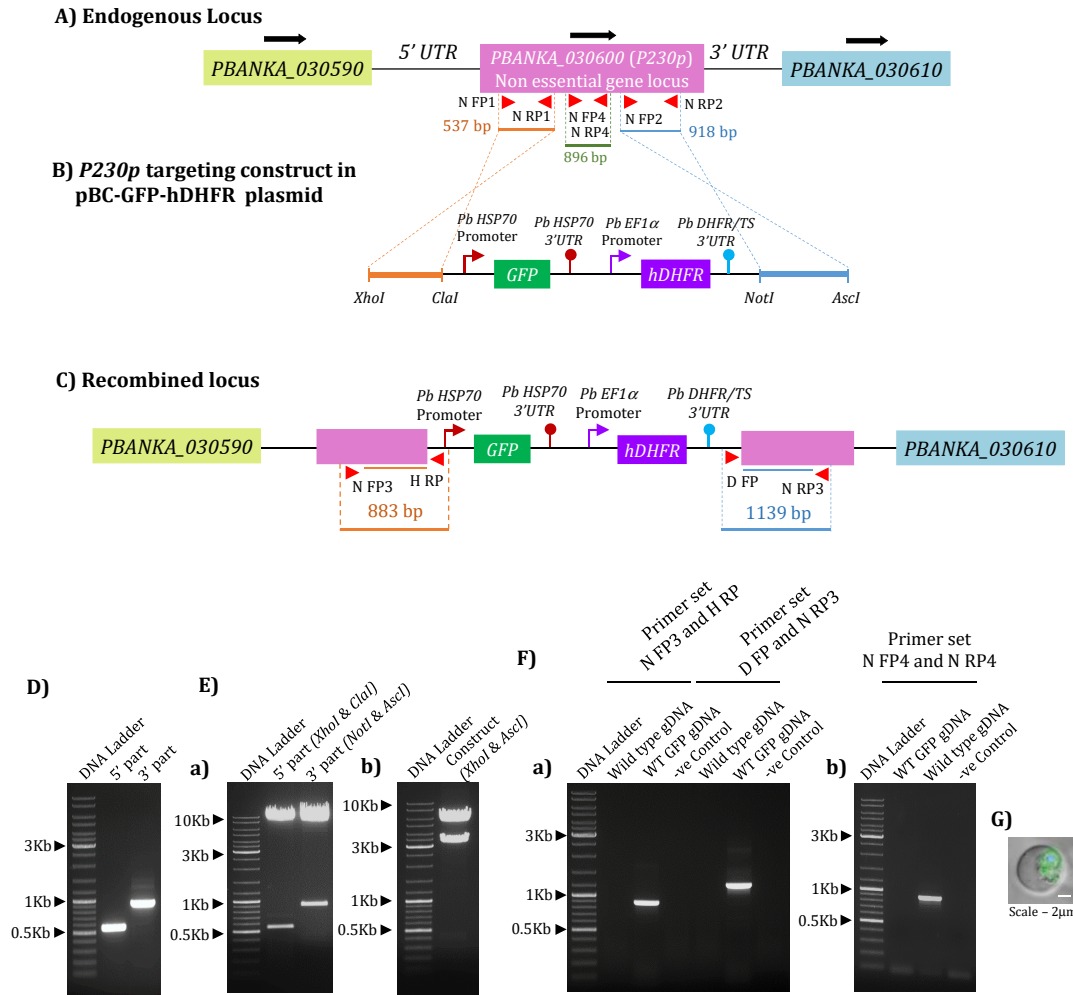 A) Endogenous Locus
5’ UTR
3’ UTR
PBANKA_030590
PBANKA_030600 (P230p)
Non essential gene locus
PBANKA_030610
N FP1
N RP1
N FP4
N RP4
N FP2
N RP2
537 bp
896 bp
918 bp
B) P230p targeting construct in
pBC-GFP-hDHFR plasmid
Pb HSP70
Promoter
Pb HSP70
3’UTR
Pb EF1α
Promoter
Pb DHFR/TS
3’UTR
GFP
hDHFR
XhoI
ClaI
NotI
AscI
C) Recombined locus
Pb HSP70
Promoter
Pb HSP70
3’UTR
Pb EF1α
Promoter
Pb DHFR/TS
3’UTR
PBANKA_030590
GFP
hDHFR
PBANKA_030610
N FP3
H RP
D FP
N RP3
883 bp
1139 bp
D)
DNA Ladder
5’ part
3’ part
3Kb
1Kb
0.5Kb
E)
a)
DNA Ladder
5’ part (XhoI & ClaI)
3’ part (NotI & AscI)
10Kb
3Kb
1Kb
0.5Kb
b)
DNA Ladder
Construct
(XhoI & AscI)
10Kb
3Kb
1Kb
0.5Kb
F)
Primer set
N FP3 and H RP
Primer set
D FP and N RP3
a)
DNA Ladder
Wild type gDNA
WT GFP gDNA
-ve Control
Wild type gDNA
WT GFP gDNA
-ve Control
3Kb
1Kb
0.5Kb
Primer set
N FP4 and N RP4
b)
DNA Ladder
WT GFP gDNA
Wild type gDNA
-ve Control
3Kb
1Kb
0.5Kb
G)
Scale – 2μm